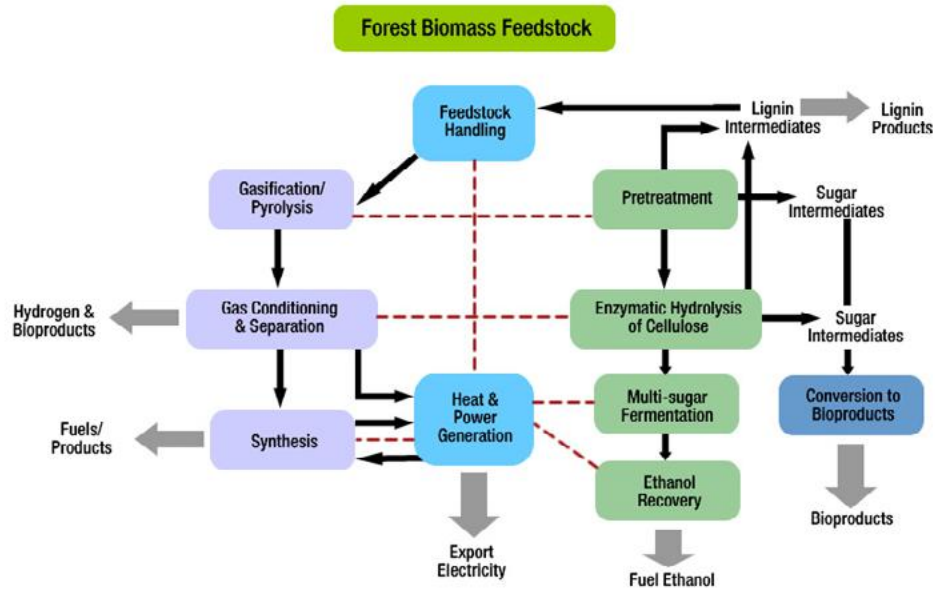 Forest Biomass Feedstock
Feedstock
Handling
Lignin
Intermediates
Lignin
Products
Gasification/
Pyrolysis
Pretreatment
Sugar
Intermediates
Hydrogen &
Bioproducts
Gas Conditioning
& Separation
Enzymatic Hydrolysis
of Cellulose
Sugar
Intermediates
Fuels/
Products
Synthesis
Heat &
Power
Generation
Multi-sugar
Fermentation
Conversion to
Bioproducts
Ethanol
Recovery
Bioproducts
Export
Electricity
Fuel Ethanol